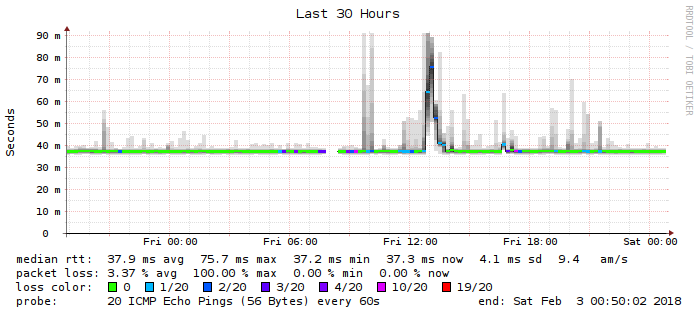 Last 30 Hours
RRDTOOL / TOBI OETIKER
Seconds
90 m
80 m
70 m
60 m
50 m
40 m
30 m
20 m
10 m
0
Fri 00:00 Fri 06:00 Fri 12:00 Fri 18:00 Sat 00:00
median rtt: 37.9 ms avg 75.7 ms max 37.2 ms min 37.3 ms now 4.1 ms sd 9.4 am/s
packet loss: 3.37 % avg 100.00 % max 0.00 % min 0.00 % now
loss color: 0 1/20 2/20 3/20 4/20 10/20 19/20
probe: 20 ICMP Echo Pings (56 Bytes) every 60s end: Sat Feb 3 00:50:02 2018